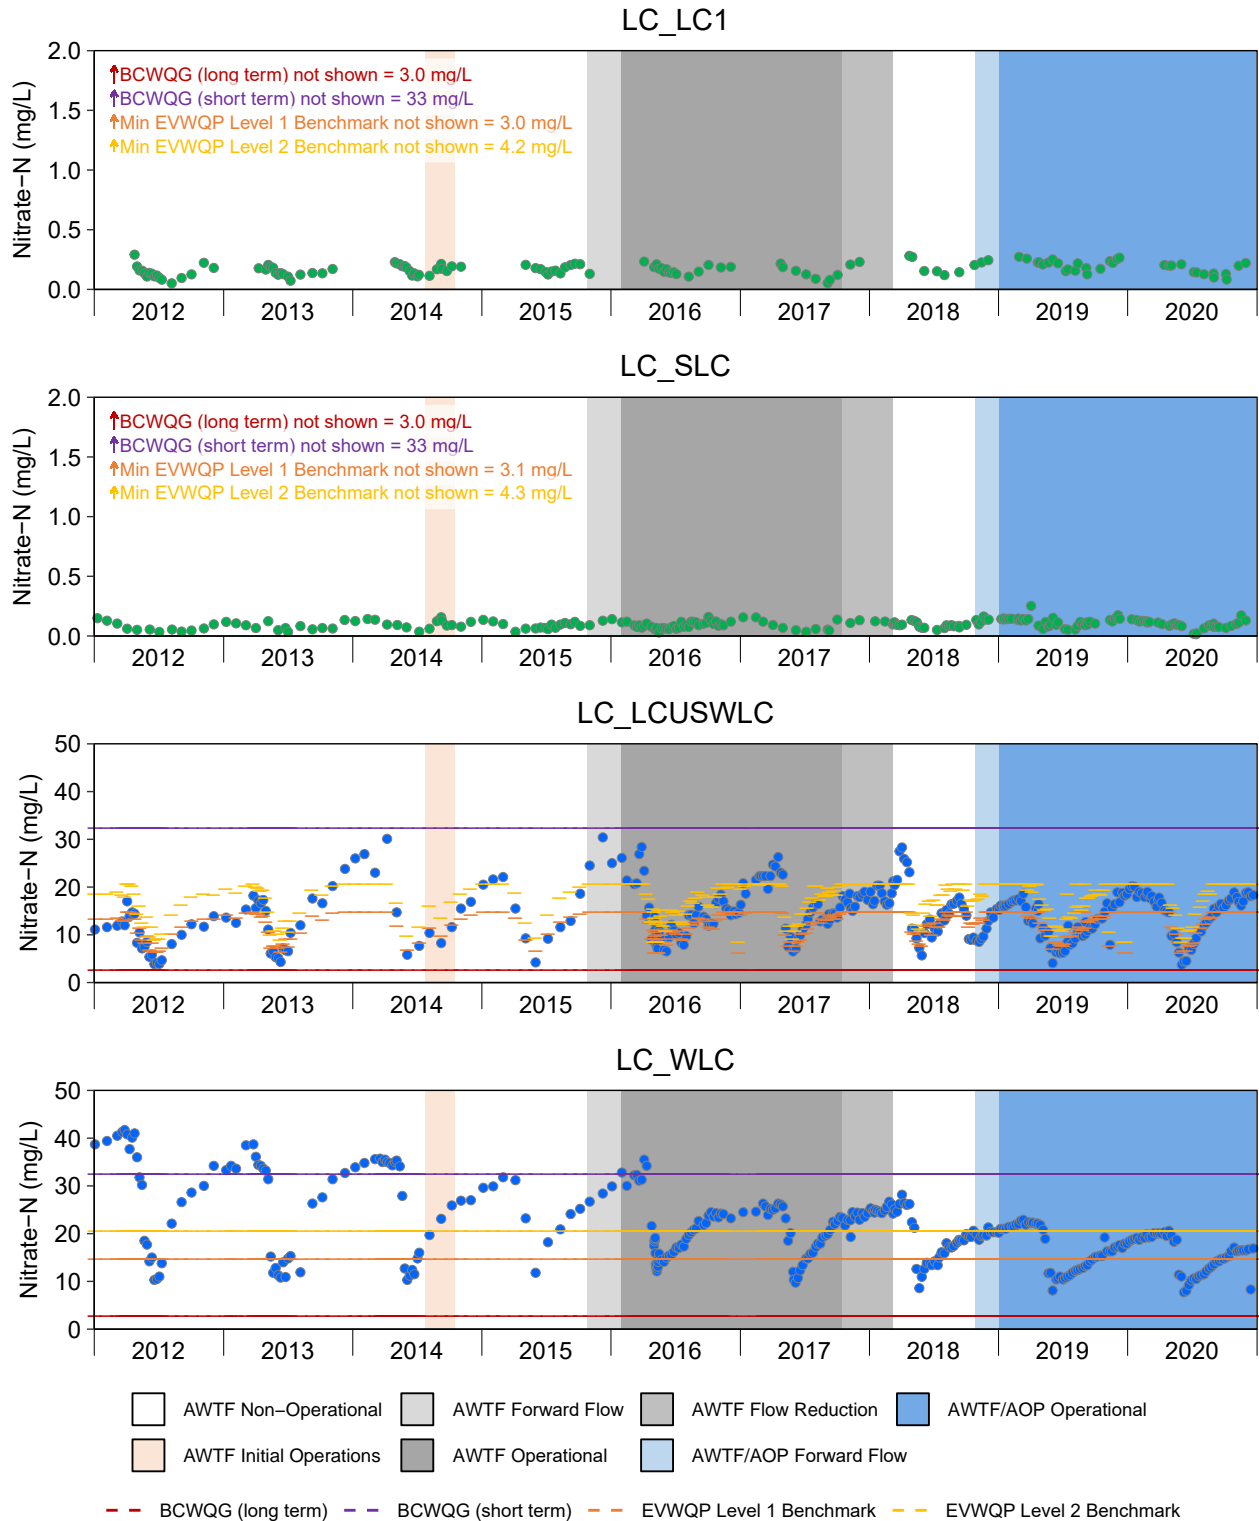 LC_LC1
Nitrate−N (mg/L)
2.0
1.5
1.0
0.5
0.0
BCWQG (long term) not shown = 3.0 mg/L
BCWQG (short term) not shown = 33 mg/L
Min EVWQP Level 1 Benchmark not shown = 3.0 mg/L
Min EVWQP Level 2 Benchmark not shown = 4.2 mg/L
2012 2013 2014 2015 2016 2017 2018 2019 2020
LC_SLC
Nitrate−N (mg/L)
2.0
1.5
1.0
0.5
0.0
BCWQG (long term) not shown = 3.0 mg/L
BCWQG (short term) not shown = 33 mg/L
Min EVWQP Level 1 Benchmark not shown = 3.1 mg/L
Min EVWQP Level 2 Benchmark not shown = 4.3 mg/L
2012 2013 2014 2015 2016 2017 2018 2019 2020
LC_LCUSWLC
Nitrate−N (mg/L)
50
40
30
20
10
0
2012 2013 2014 2015 2016 2017 2018 2019 2020
LC_WLC
Nitrate−N (mg/L)
50
40
30
20
10
0
2012 2013 2014 2015 2016 2017 2018 2019 2020
AWTF Non−Operational AWTF Forward Flow AWTF Flow Reduction AWTF/AOP Operational
AWTF Initial Operations AWTF Operational AWTF/AOP Forward Flow
BCWQG (long term) BCWQG (short term) EVWQP Level 1 Benchmark EVWQP Level 2 Benchmark